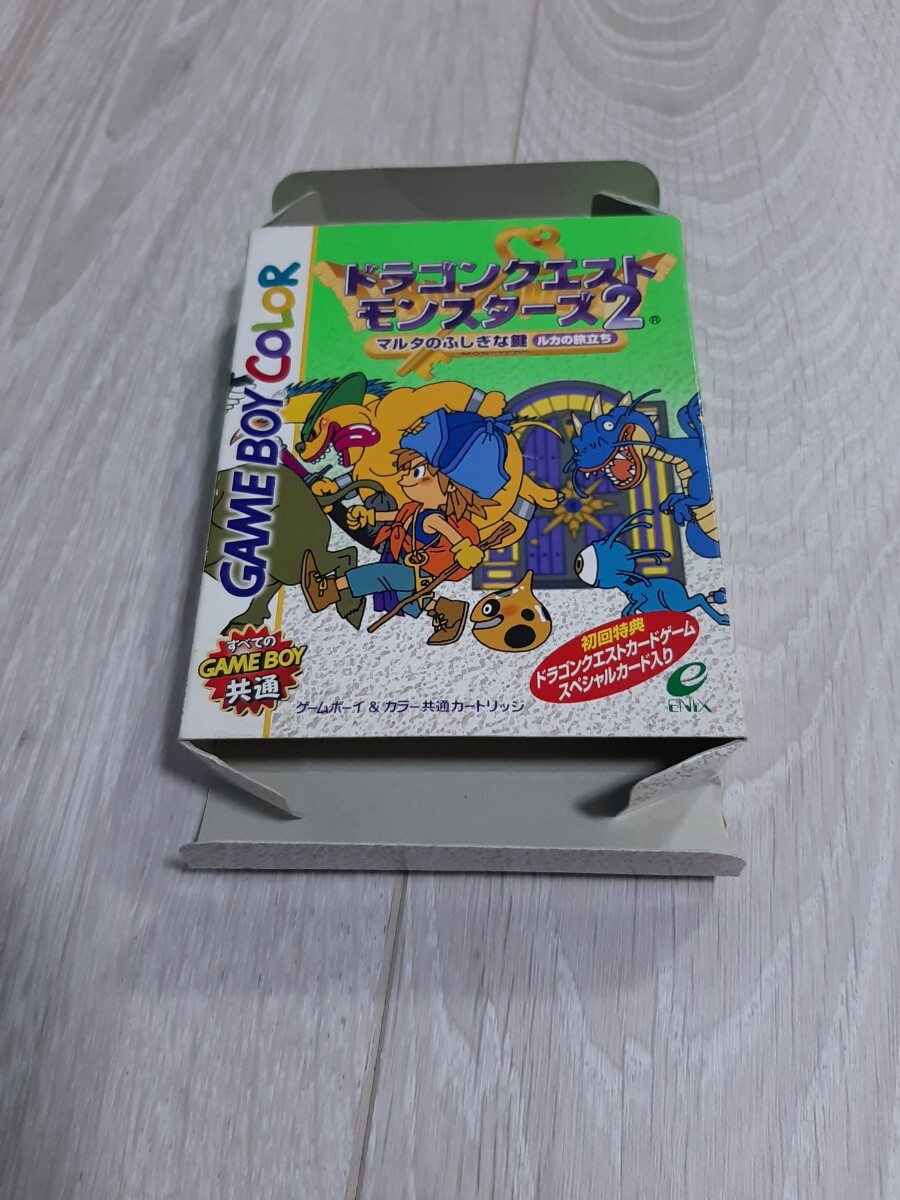 GAME BOY COLOR
ドラゴンクエスト
モンスターズ2®
マルタのふしぎな鍵 ルカの旅立ち
すべての
GAME BOY
共通
ゲームボーイ & カラー共通カートリッジ
初回特典
ドラゴンクエストカードゲーム
スペシャルカード入り
e
ENIX